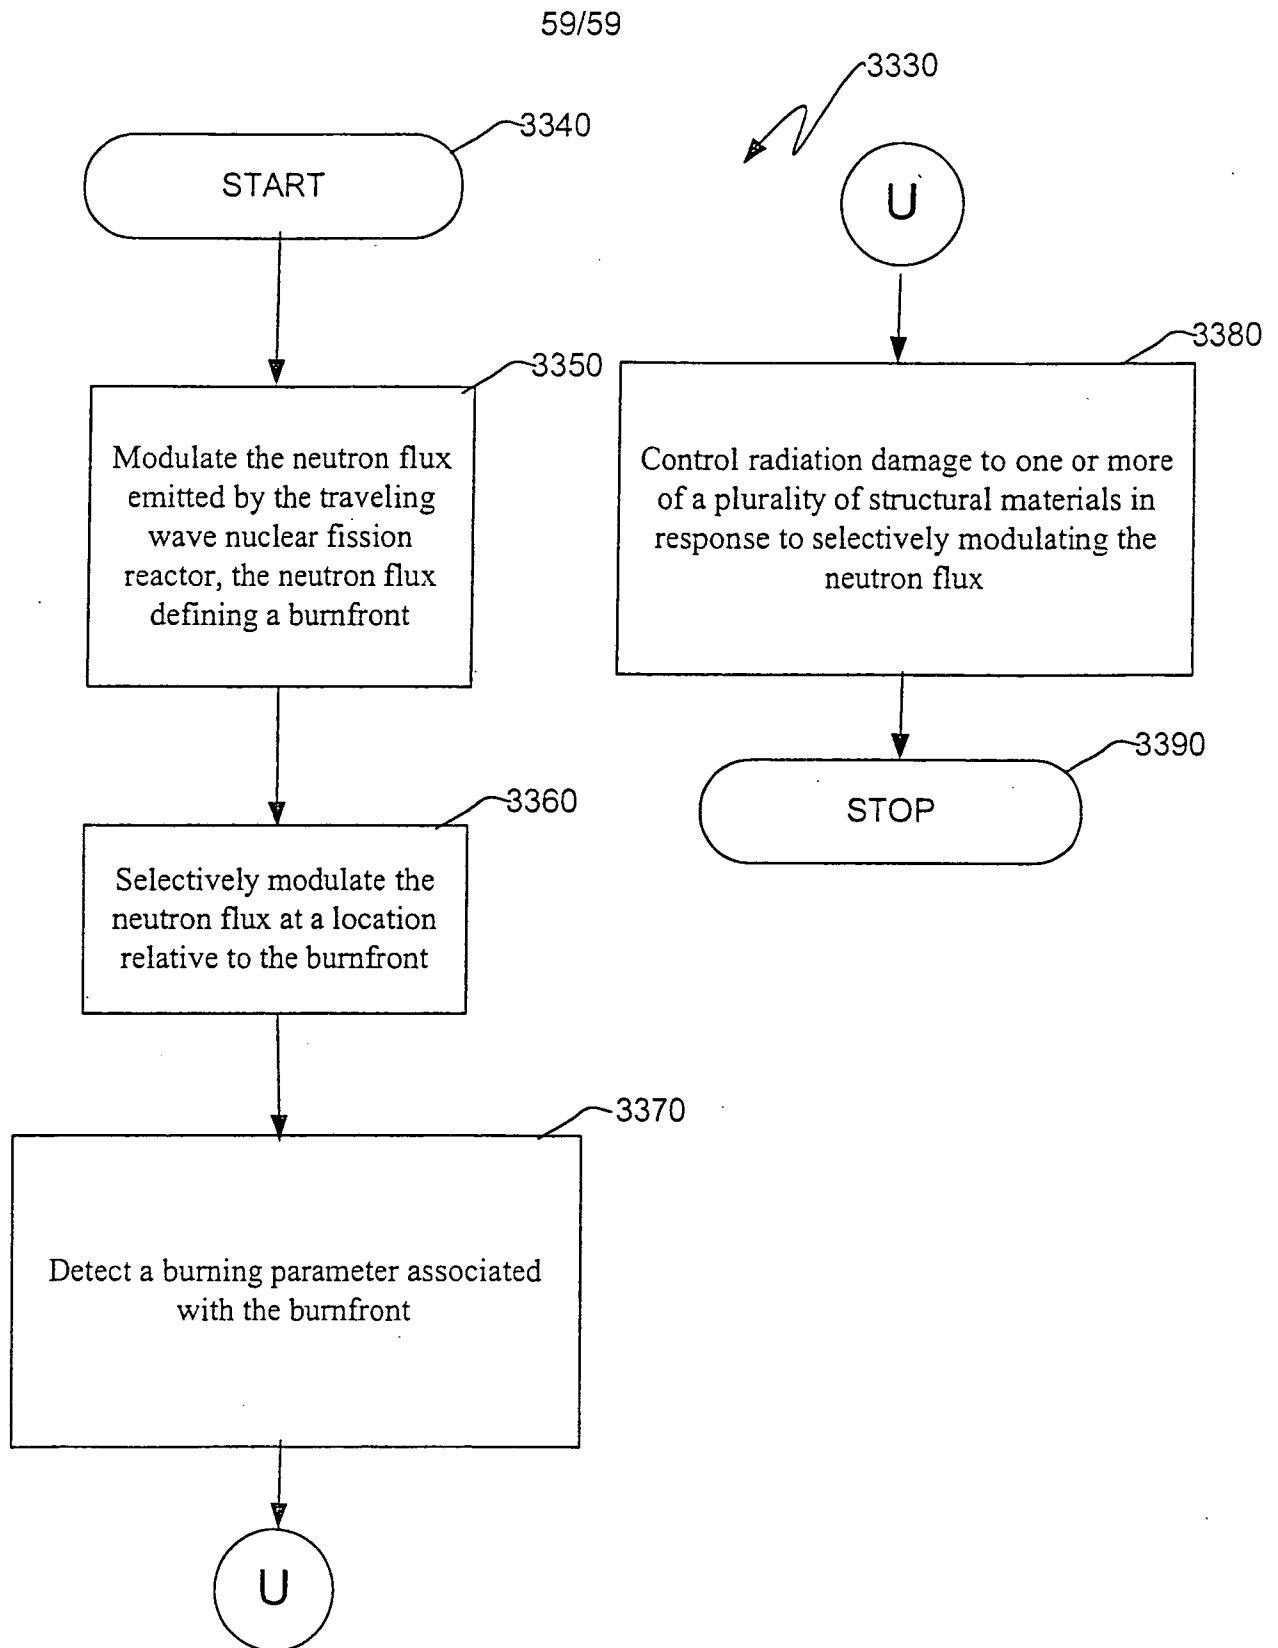 59/59
3340
START
3350
Modulate the neutron flux
emitted by the traveling
wave nuclear fission
reactor, the neutron flux
defining a burnfront
3360
Selectively modulate the
neutron flux at a location
relative to the burnfront
3370
Detect a burning parameter associated
with the burnfront
U
3330
U
3380
Control radiation damage to one or more
of a plurality of structural materials in
response to selectively modulating the
neutron flux
3390
STOP